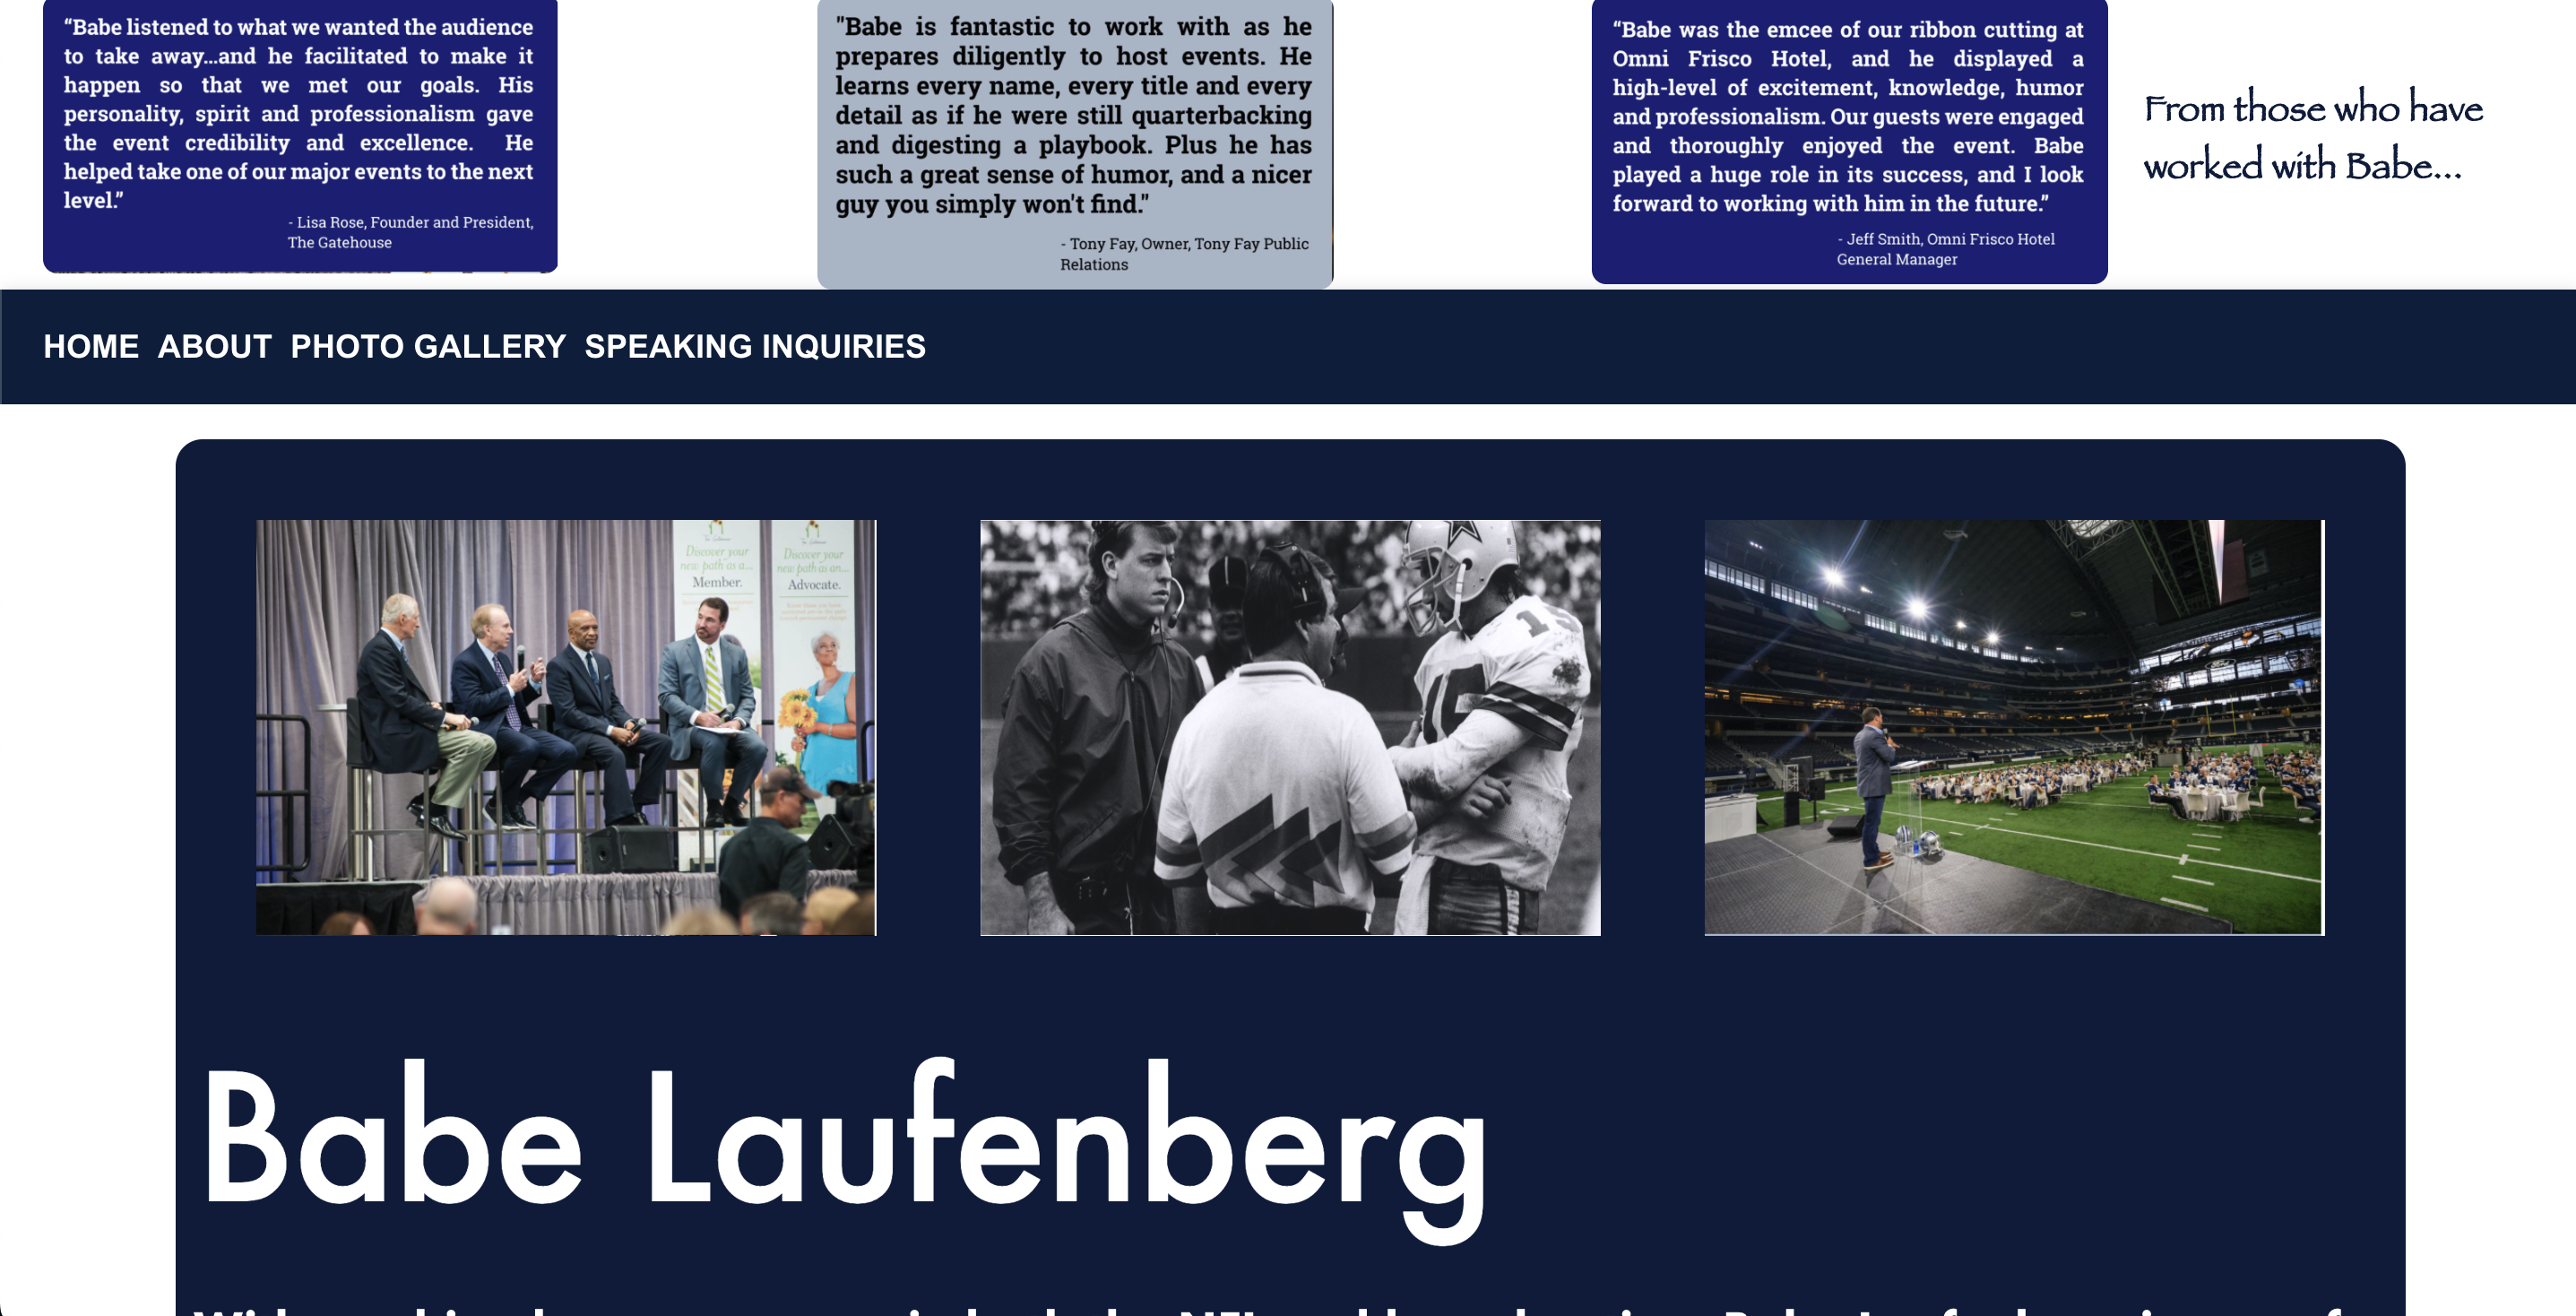 “Babe listened to what we wanted the audience
to take away...and he facilitated to make it
happen so that we met our goals. His
personality, spirit and professionalism gave
the event credibility and excellence. He
helped take one of our major events to the next
level.”
- Lisa Rose, Founder and President,
The Gatehouse
"Babe is fantastic to work with as he
prepares diligently to host events. He
learns every name, every title and every
detail as if he were still quarterbacking
and digesting a playbook. Plus he has
such a great sense of humor, and a nicer
guy you simply won't find."
- Tony Fay, Owner, Tony Fay Public
Relations
“Babe was the emcee of our ribbon cutting at
Omni Frisco Hotel, and he displayed a
high-level of excitement, knowledge, humor
and professionalism. Our guests were engaged
and thoroughly enjoyed the event. Babe
played a huge role in its success, and I look
forward to working with him in the future.”
- Jeff Smith, Omni Frisco Hotel
General Manager
From those who have
worked with Babe...
HOME ABOUT PHOTO GALLERY SPEAKING INQUIRIES
Discover your
new path as a...
Member.
Discover your
new path as an...
Advocate.
15
Babe Laufenberg